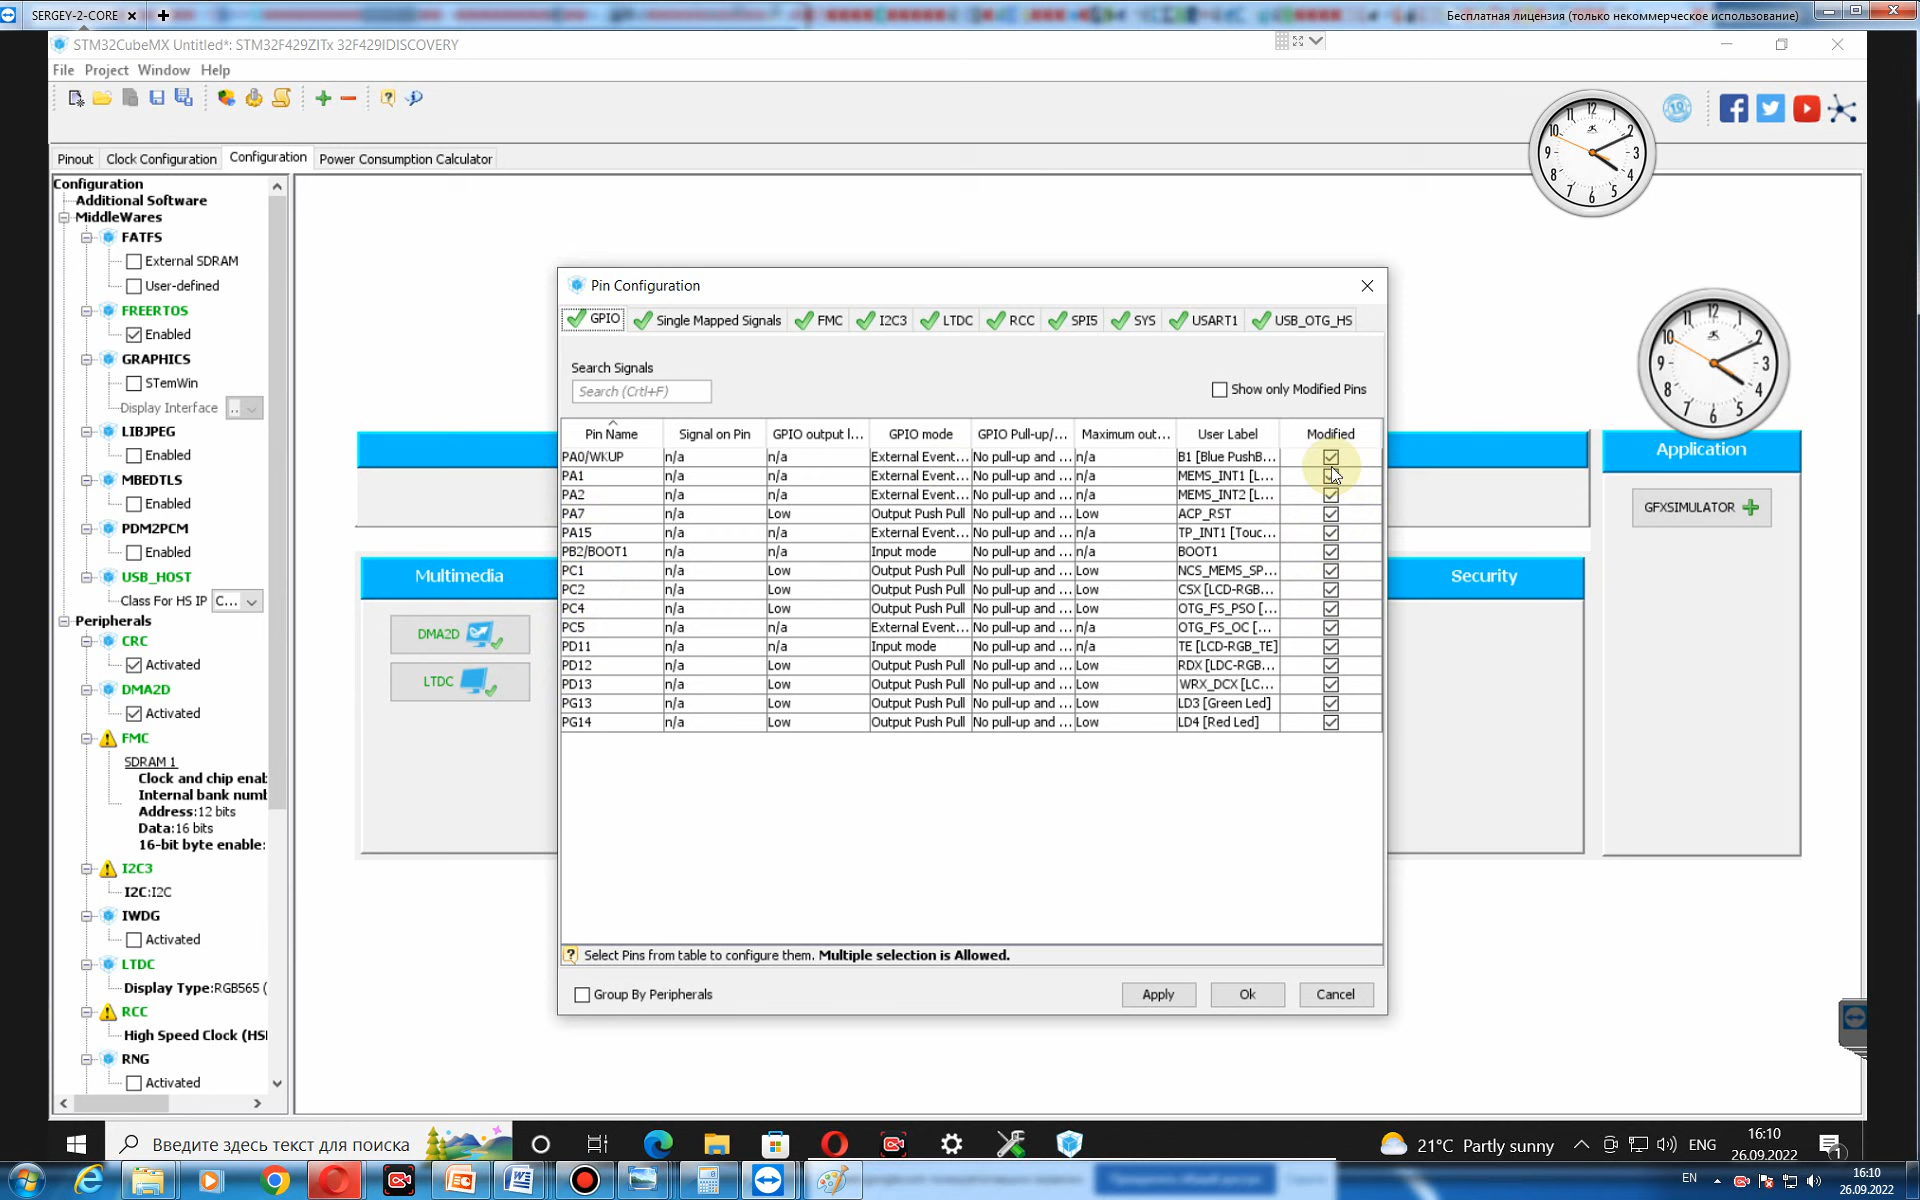 SERGEY-2-CORE
Бесплатная лицензия (только некоммерческое использование)
STM32CubeMX Untitled*: STM32F429ZITx 32F429IDISCOVERY
File Project Window Help
Pinout Clock Configuration Configuration Power Consumption Calculator
Configuration
Additional Software
MiddleWares
FATFS
External SDRAM
User-defined
FREERTOS
Enabled
GRAPHICS
STemWin
Display Interface ..
LIBJPEG
Enabled
MBEDTLS
Enabled
PDM2PCM
Enabled
USB_HOST
Class For HS IP C...
Peripherals
CRC
Activated
DMA2D
Activated
FMC
SDRAM 1
Clock and chip enab
Internal bank numb
Address:12 bits
Data:16 bits
16-bit byte enable:
I2C3
I2C:I2C
IWDG
Activated
LTDC
Display Type:RGB565 (
RCC
High Speed Clock (HSI
RNG
Activated
Multimedia
DMA2D
LTDC
Security
Application
GFXSIMULATOR
Pin Configuration
GPIO Single Mapped Signals FMC I2C3 LTDC RCC SPI5 SYS USART1 USB_OTG_HS
Search Signals
Search (Crtl+F)
Show only Modified Pins
Pin Name Signal on Pin GPIO output l... GPIO mode GPIO Pull-up/... Maximum out... User Label Modified
PA0/WKUP n/a n/a External Event... No pull-up and ... n/a B1 [Blue PushB...
PA1 n/a n/a External Event... No pull-up and ... n/a MEMS_INT1 [L...
PA2 n/a n/a External Event... No pull-up and ... n/a MEMS_INT2 [L...
PA7 n/a Low Output Push Pull No pull-up and ... Low ACP_RST
PA15 n/a n/a External Event... No pull-up and ... n/a TP_INT1 [Touc...
PB2/BOOT1 n/a n/a Input mode No pull-up and ... n/a BOOT1
PC1 n/a Low Output Push Pull No pull-up and ... Low NCS_MEMS_SP...
PC2 n/a Low Output Push Pull No pull-up and ... Low CSX [LCD-RGB...
PC4 n/a Low Output Push Pull No pull-up and ... Low OTG_FS_PSO [...
PC5 n/a n/a External Event... No pull-up and ... n/a OTG_FS_OC [...
PD11 n/a n/a Input mode No pull-up and ... n/a TE [LCD-RGB_TE]
PD12 n/a Low Output Push Pull No pull-up and ... Low RDX [LDC-RGB...
PD13 n/a Low Output Push Pull No pull-up and ... Low WRX_DCX [LC...
PG13 n/a Low Output Push Pull No pull-up and ... Low LD3 [Green Led]
PG14 n/a Low Output Push Pull No pull-up and ... Low LD4 [Red Led]
Select Pins from table to configure them. Multiple selection is Allowed.
Group By Peripherals
Apply Ok Cancel
Введите здесь текст для поиска
21°C Partly sunny
ENG
16:10
26.09.2022
1
EN
16:10
26.09.2022